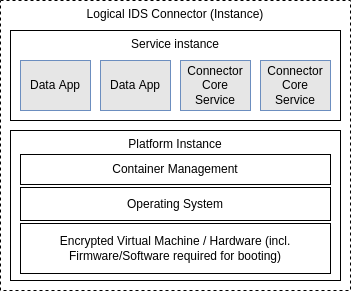 Logical IDS Connector (Instance)
Service instance
Data App
Data App
Connector
Core
Service
Connector
Core
Service
Platform Instance
Container Management
Operating System
Encrypted Virtual Machine / Hardware (incl.
Firmware/Software required for booting)